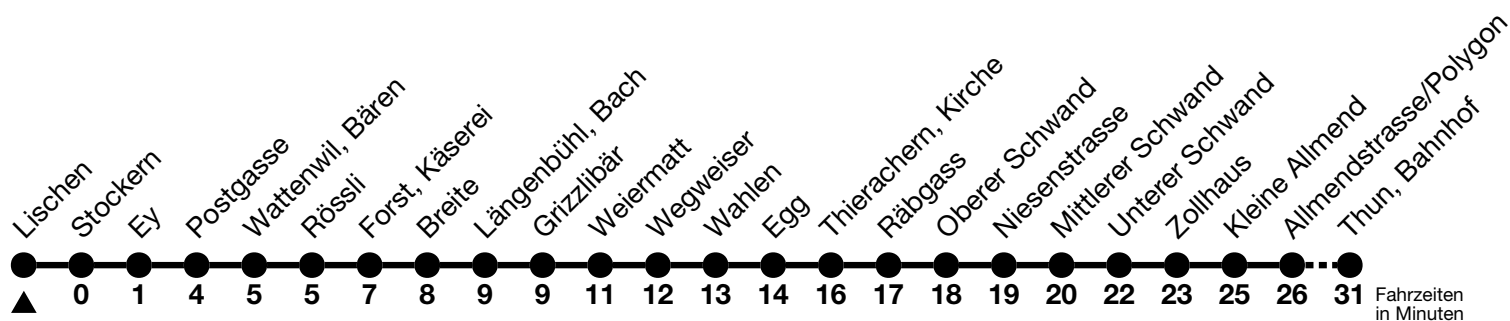 Lischen
Stockern
Ey
Postgasse
Wattenwil, Bären
Rössli
Forst, Käserei
Breite
Längenbühl, Bach
Grizzlibär
Weiermatt
Wegweiser
Wahlen
Egg
Thierachern, Kirche
Räbgass
Oberer Schwand
Niesenstrasse
Mittlerer Schwand
Unterer Schwand
Zollhaus
Kleine Allmend
Allmendstrasse/Polygon
Thun, Bahnhof
0 1 4 5 5 7 8 9 9 11 12 13 14 16 17 18 19 20 22 23 25 26 31 Fahrzeiten
in Minuten